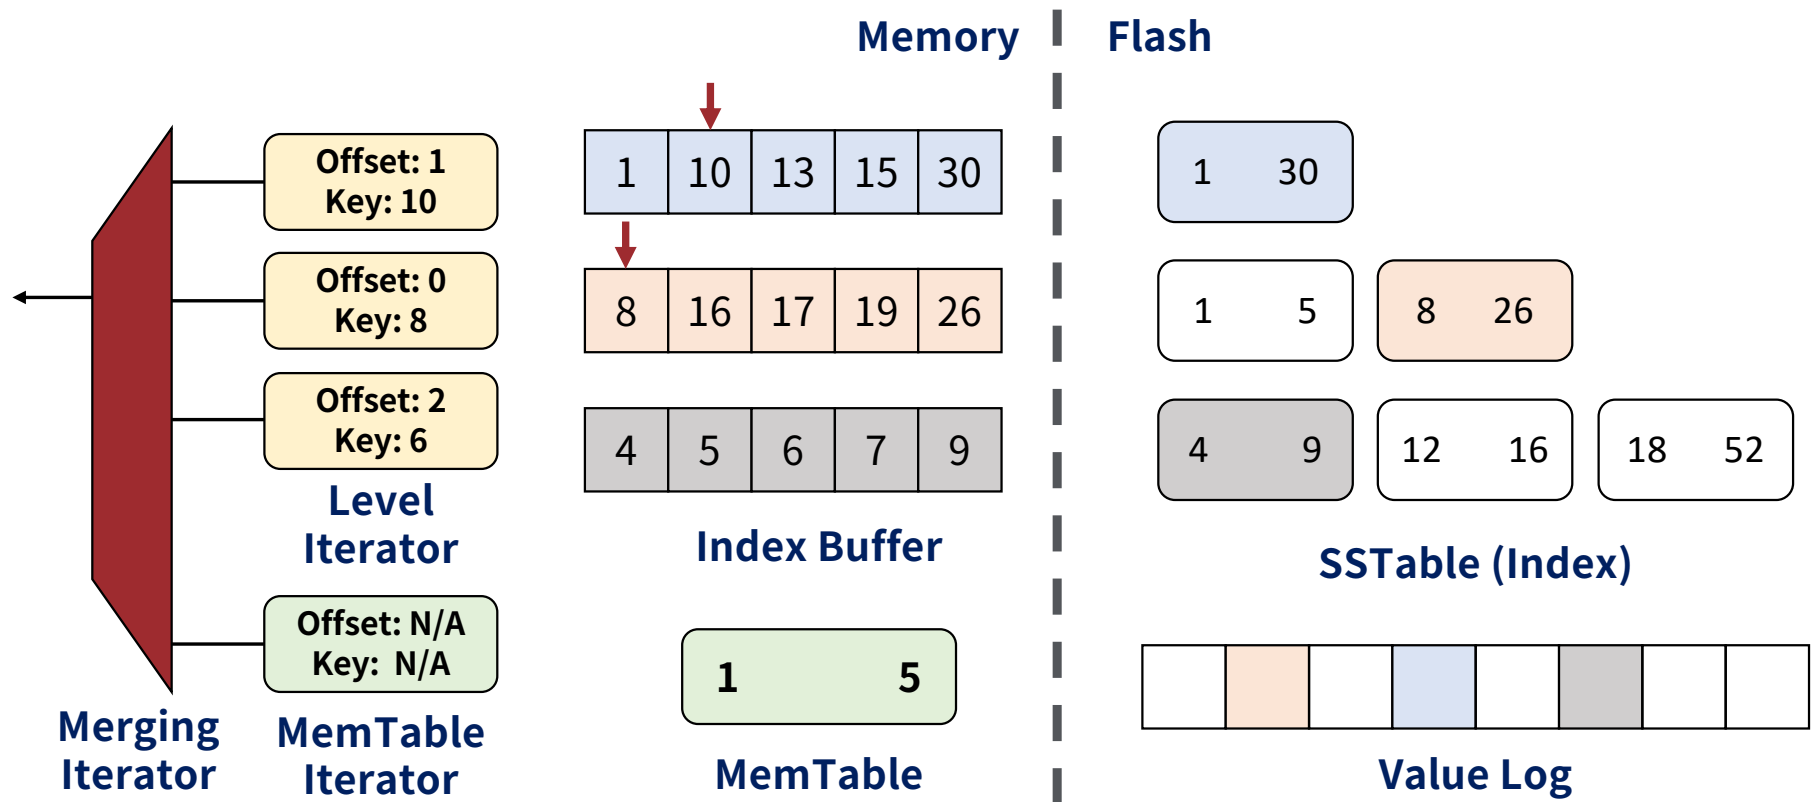 Memory
Flash
Offset: 1
Key: 10
1 10 13 15 30
1 30
Offset: 0
Key: 8
8 16 17 19 26
1 5
8 26
Offset: 2
Key: 6
4 5 6 7 9
4 9
12 16
18 52
Level
Iterator
Index Buffer
SSTable (Index)
Offset: N/A
Key: N/A
1 5
Merging
Iterator
MemTable
Iterator
MemTable
Value Log